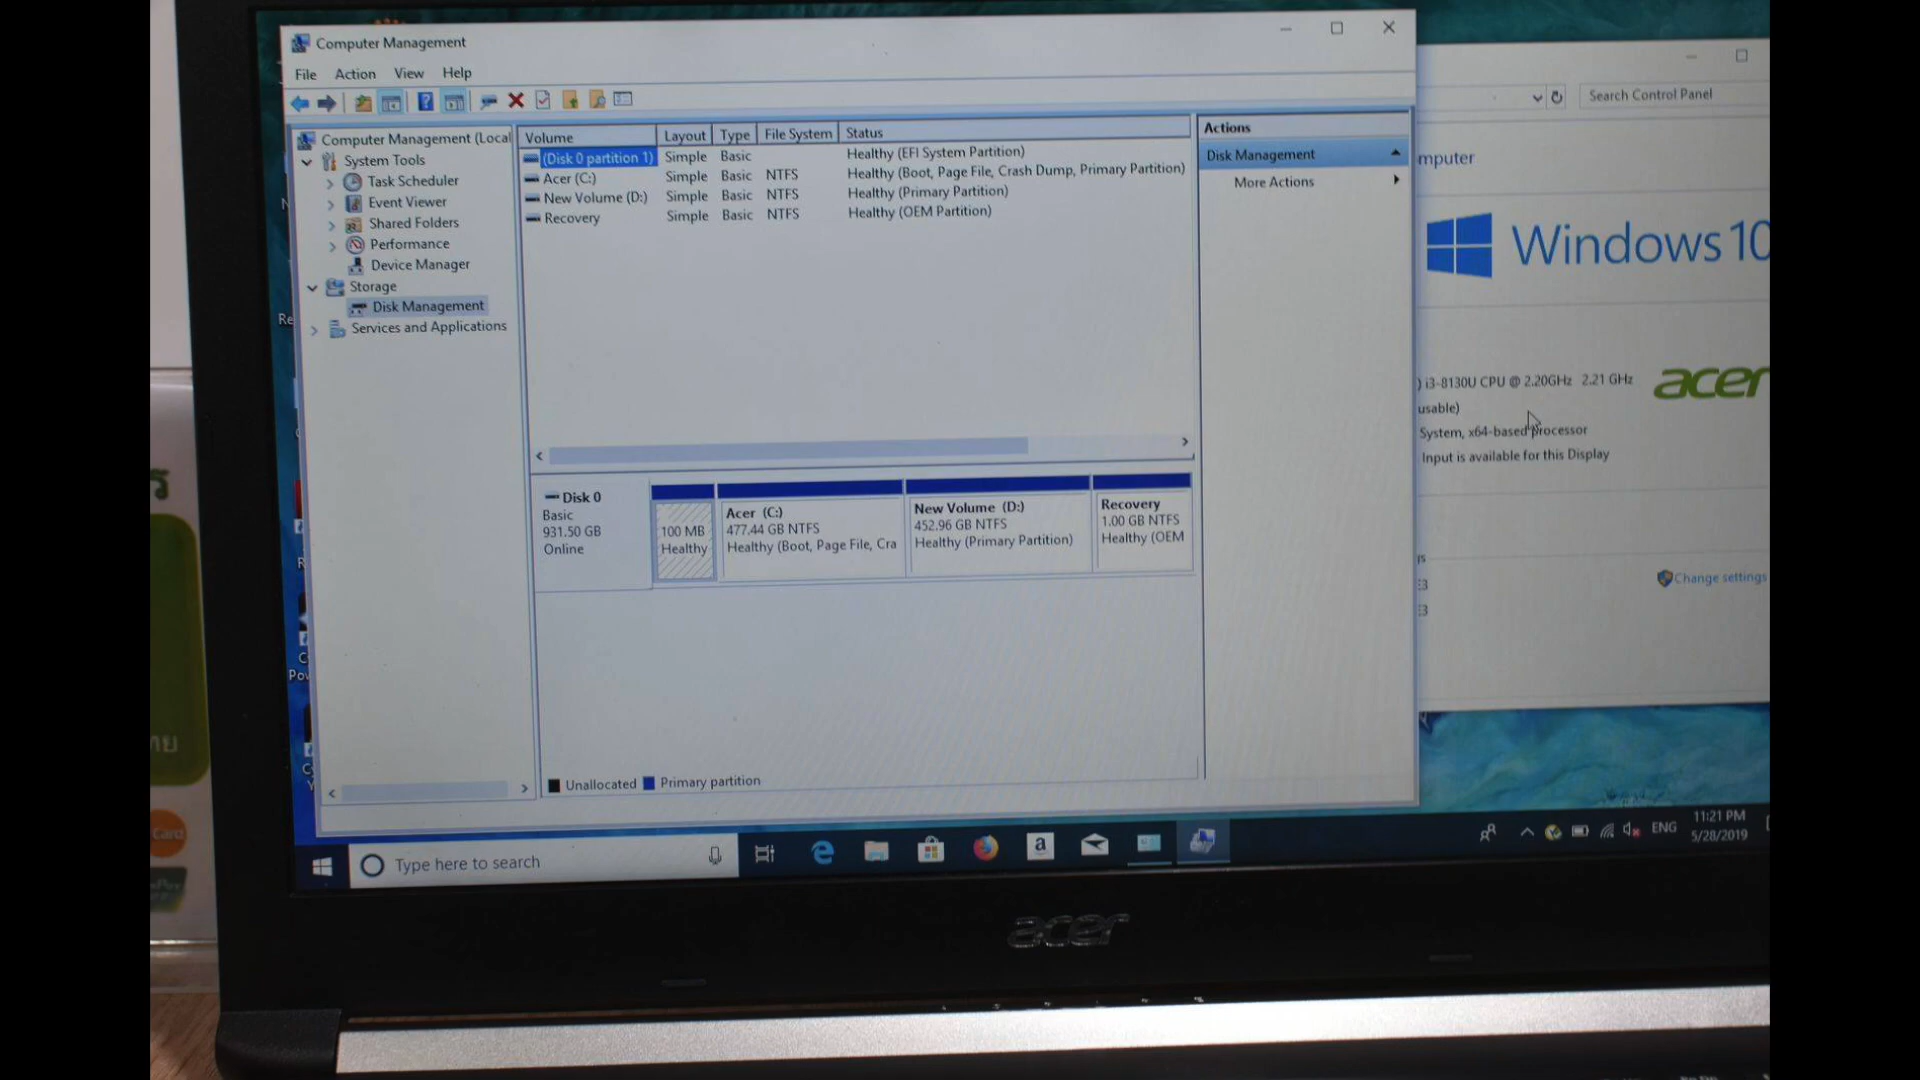 Computer Management
File Action View Help
Computer Management (Local
System Tools
Task Scheduler
Event Viewer
Shared Folders
Performance
Device Manager
Storage
Disk Management
Services and Applications
Volume Layout Type File System Status
(Disk 0 partition 1) Simple Basic Healthy (EFI System Partition)
Acer (C:) Simple Basic NTFS Healthy (Boot, Page File, Crash Dump, Primary Partition)
New Volume (D:) Simple Basic NTFS Healthy (Primary Partition)
Recovery Simple Basic NTFS Healthy (OEM Partition)
Disk 0
Basic
931.50 GB
Online
100 MB
Healthy
Acer (C:)
477.44 GB NTFS
Healthy (Boot, Page File, Cra
New Volume (D:)
452.96 GB NTFS
Healthy (Primary Partition)
Recovery
1.00 GB NTFS
Healthy (OEM
Unallocated Primary partition
Actions
Disk Management
More Actions
Search Control Panel
mputer
Windows 10
) i3-8130U CPU @ 2.20GHz 2.21 GHz
acer
usable)
System, x64-based processor
Input is available for this Display
Change settings
Re
Pow
Type here to search
a
ENG
11:21 PM
5/28/2019
acer
Card